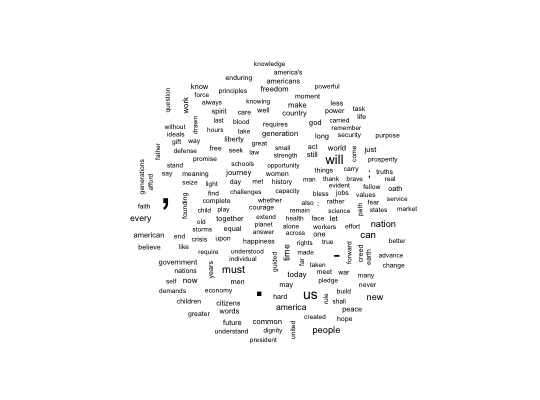 knowledge
enduring america's
americans
know principles freedom powerful
question force moment
work always knowing make less task
spirit care well country power life
drawn last blood requires god carried
without hours take generation remember
ideals liberty long security purpose
gift way great act world
father defense free seek law small still come just
promise strength will prosperity
generations stand schools opportunity things carry ; truths
afford say meaning journey women man thank brave real
seize light day met history evident fellow oath
find challenges capacity bless jobs values service
faith , founding complete whether also : rather path fear market
every child play courage remain science states
together extend health face let nation
old equal planet alone workers effort
american storms answer across one can
believe end crisis upon happiness rights true better
like require understood guided time made - forward creed earth advance
government individual far taken change
nations years must today meet war many
self now men may never
demands economy . hard us rule build new
children citizens america shall peace
greater words created hope
future common united people
understand dignity
president